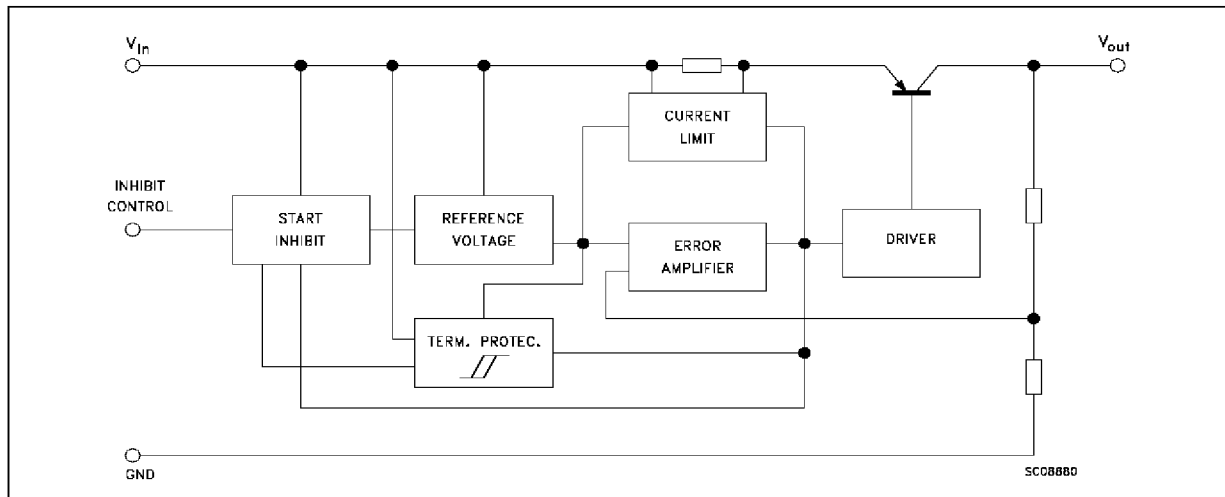 Vin
Vout
CURRENT
LIMIT
INHIBIT
CONTROL
START
INHIBIT
REFERENCE
VOLTAGE
ERROR
AMPLIFIER
DRIVER
TERM. PROTEC.
GND
SC08880